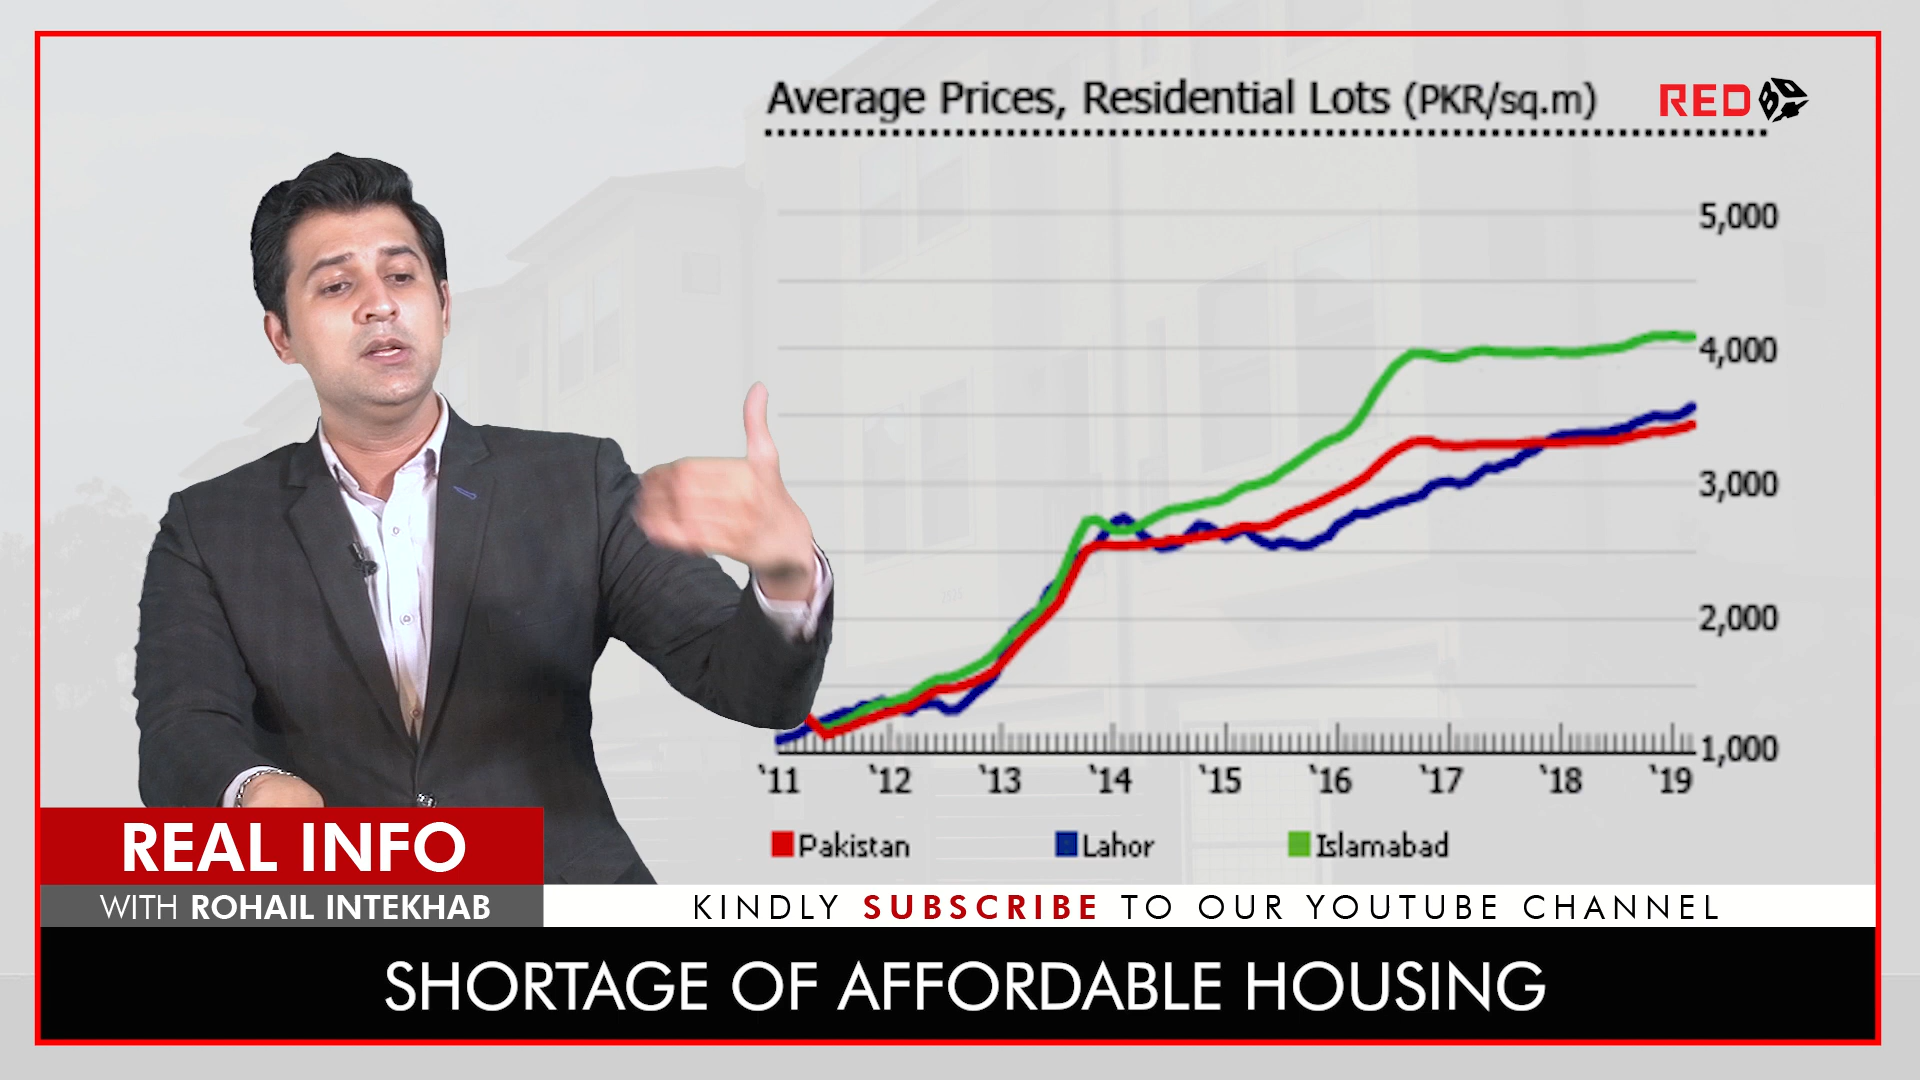 Average Prices, Residential Lots (PKR/sq.m)
RED BOX
5,000
4,000
3,000
2,000
1,000
'11 '12 '13 '14 '15 '16 '17 '18 '19
Pakistan Lahor Islamabad
REAL INFO
WITH ROHAIL INTEKHAB
KINDLY SUBSCRIBE TO OUR YOUTUBE CHANNEL
SHORTAGE OF AFFORDABLE HOUSING